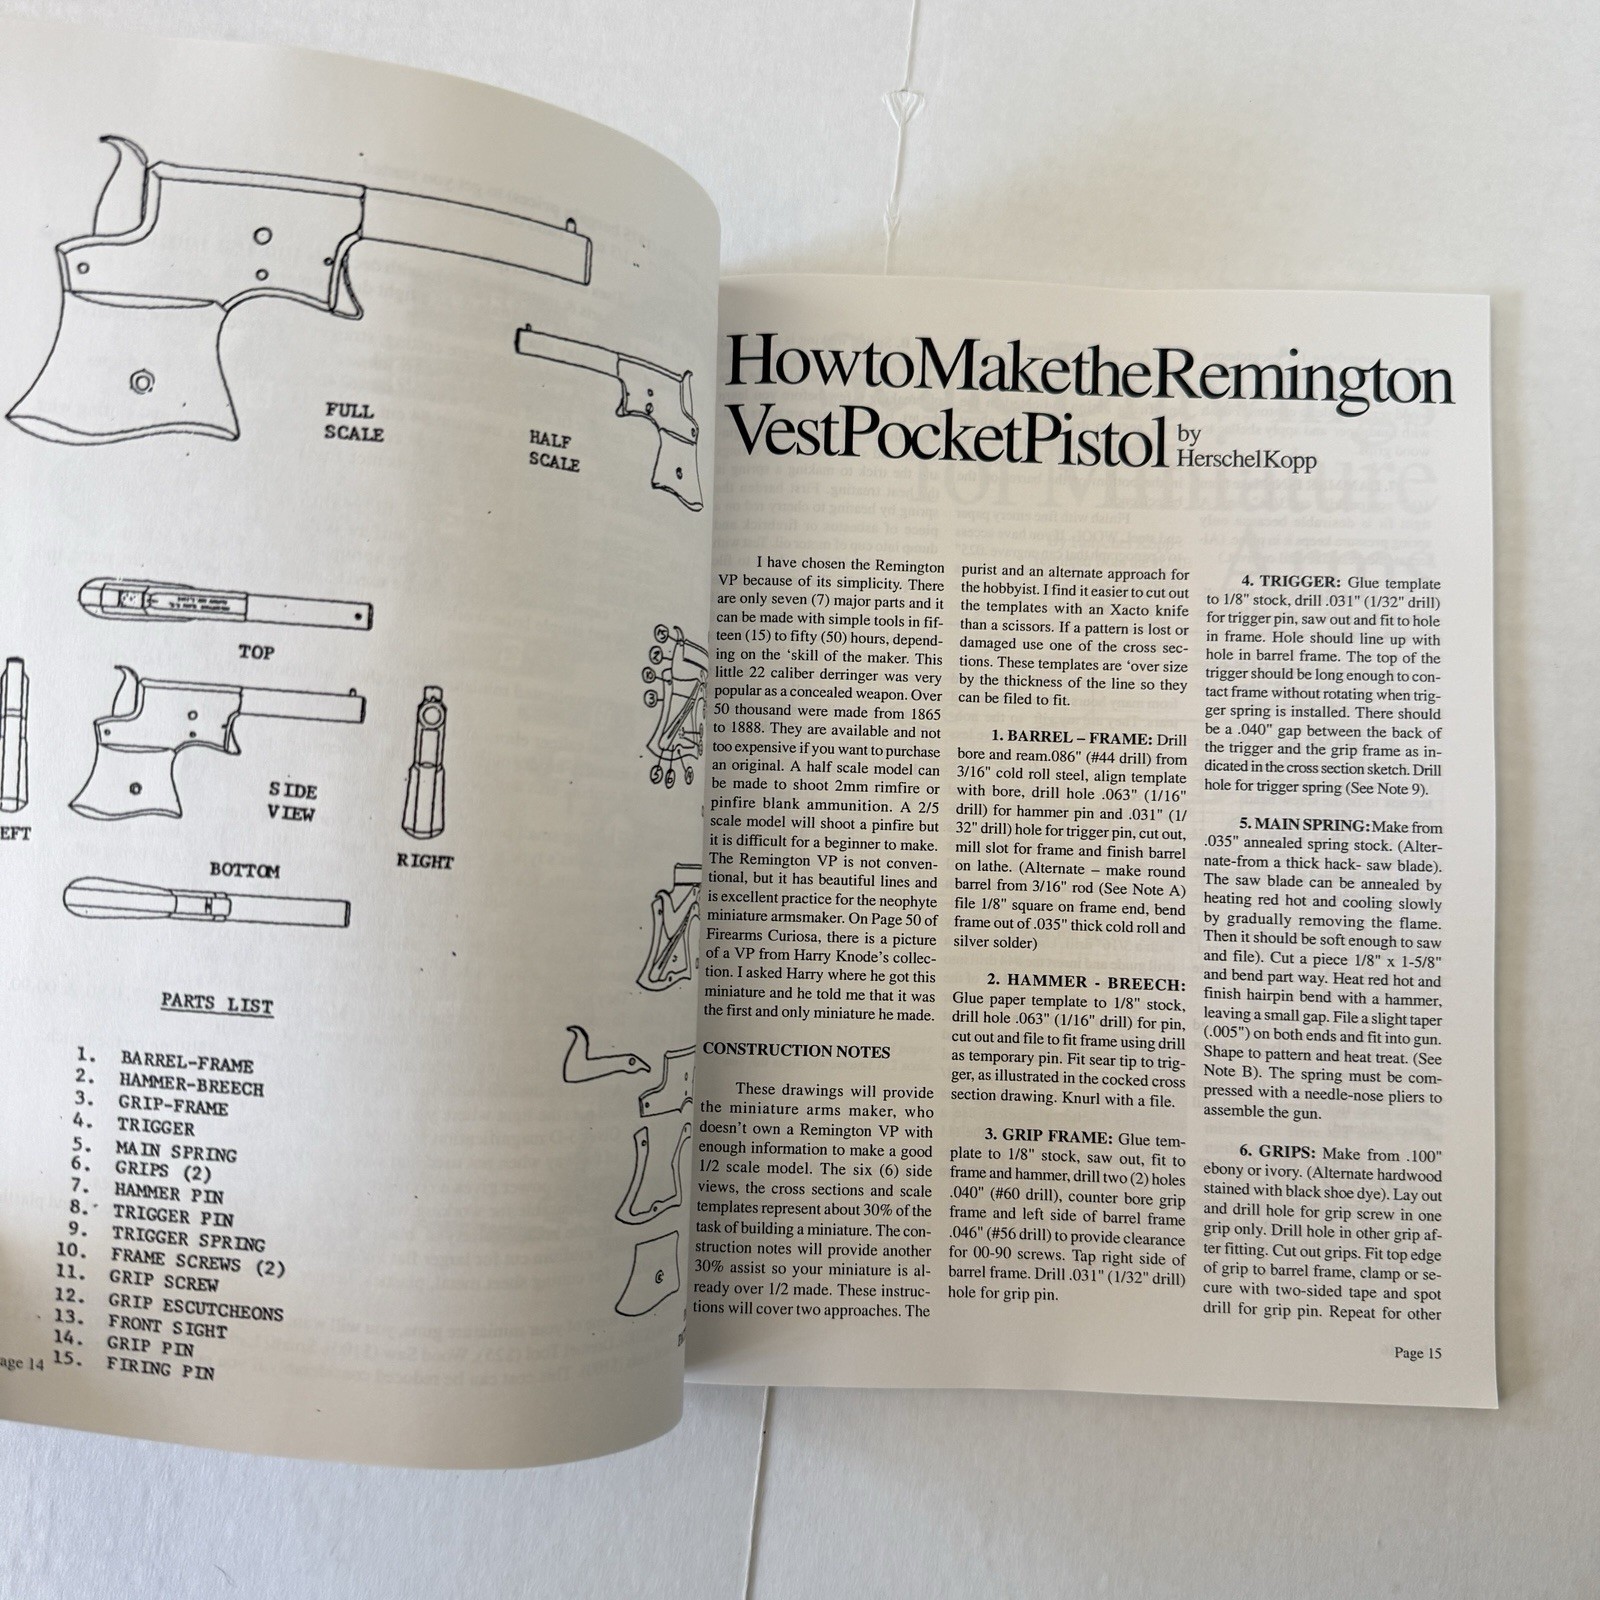 FULL
SCALE
HALF
SCALE
TOP
SIDE
VIEW
EFT
RIGHT
BOTTOM
PARTS LIST
1. BARREL-FRAME
2. HAMMER-BREECH
3. GRIP-FRAME
4. TRIGGER
5. MAIN SPRING
6. GRIPS (2)
7. HAMMER PIN
8. TRIGGER PIN
9. TRIGGER SPRING
10. FRAME SCREWS (2)
11. GRIP SCREW
12. GRIP ESCUTCHEONS
13. FRONT SIGHT
14. GRIP PIN
15. FIRING PIN
age 14
15
2
10
3
5
6
8
HowtoMaketheRemington
VestPocketPistol by
HerschelKopp
I have chosen the Remington
VP because of its simplicity. There
are only seven (7) major parts and it
can be made with simple tools in fif-
teen (15) to fifty (50) hours, depend-
ing on the ‘skill of the maker. This
little 22 caliber derringer was very
popular as a concealed weapon. Over
50 thousand were made from 1865
to 1888. They are available and not
too expensive if you want to purchase
an original. A half scale model can
be made to shoot 2mm rimfire or
pinfire blank ammunition. A 2/5
scale model will shoot a pinfire but
it is difficult for a beginner to make.
The Remington VP is not conven-
tional, but it has beautiful lines and
is excellent practice for the neophyte
miniature armsmaker. On Page 50 of
Firearms Curiosa, there is a picture
of a VP from Harry Knode’s collec-
tion. I asked Harry where he got this
miniature and he told me that it was
the first and only miniature he made.
CONSTRUCTION NOTES
These drawings will provide
the miniature arms maker, who
doesn’t own a Remington VP with
enough information to make a good
1/2 scale model. The six (6) side
views, the cross sections and scale
templates represent about 30% of the
task of building a miniature. The con-
struction notes will provide another
30% assist so your miniature is al-
ready over 1/2 made. These instruc-
tions will cover two approaches. The
purist and an alternate approach for
the hobbyist. I find it easier to cut out
the templates with an Xacto knife
than a scissors. If a pattern is lost or
damaged use one of the cross sec-
tions. These templates are ‘over size
by the thickness of the line so they
can be filed to fit.
1. BARREL – FRAME: Drill
bore and ream.086" (#44 drill) from
3/16" cold roll steel, align template
with bore, drill hole .063" (1/16"
drill) for hammer pin and .031" (1/
32" drill) hole for trigger pin, cut out,
mill slot for frame and finish barrel
on lathe. (Alternate – make round
barrel from 3/16" rod (See Note A)
file 1/8" square on frame end, bend
frame out of .035" thick cold roll and
silver solder)
2. HAMMER - BREECH:
Glue paper template to 1/8" stock,
drill hole .063" (1/16" drill) for pin,
cut out and file to fit frame using drill
as temporary pin. Fit sear tip to trig-
ger, as illustrated in the cocked cross
section drawing. Knurl with a file.
3. GRIP FRAME: Glue tem-
plate to 1/8" stock, saw out, fit to
frame and hammer, drill two (2) holes
.040" (#60 drill), counter bore grip
frame and left side of barrel frame
.046" (#56 drill) to provide clearance
for 00-90 screws. Tap right side of
barrel frame. Drill .031" (1/32" drill)
hole for grip pin.
4. TRIGGER: Glue template
to 1/8" stock, drill .031" (1/32" drill)
for trigger pin, saw out and fit to hole
in frame. Hole should line up with
hole in barrel frame. The top of the
trigger should be long enough to con-
tact frame without rotating when trig-
ger spring is installed. There should
be a .040" gap between the back of
the trigger and the grip frame as in-
dicated in the cross section sketch. Drill
hole for trigger spring (See Note 9).
5. MAIN SPRING:Make from
.035" annealed spring stock. (Alter-
nate-from a thick hack- saw blade).
The saw blade can be annealed by
heating red hot and cooling slowly
by gradually removing the flame.
Then it should be soft enough to saw
and file). Cut a piece 1/8" x 1-5/8"
and bend part way. Heat red hot and
finish hairpin bend with a hammer,
leaving a small gap. File a slight taper
(.005") on both ends and fit into gun.
Shape to pattern and heat treat. (See
Note B). The spring must be com-
pressed with a needle-nose pliers to
assemble the gun.
6. GRIPS: Make from .100"
ebony or ivory. (Alternate hardwood
stained with black shoe dye). Lay out
and drill hole for grip screw in one
grip only. Drill hole in other grip af-
ter fitting. Cut out grips. Fit top edge
of grip to barrel frame, clamp or se-
cure with two-sided tape and spot
drill for grip pin. Repeat for other
Page 15